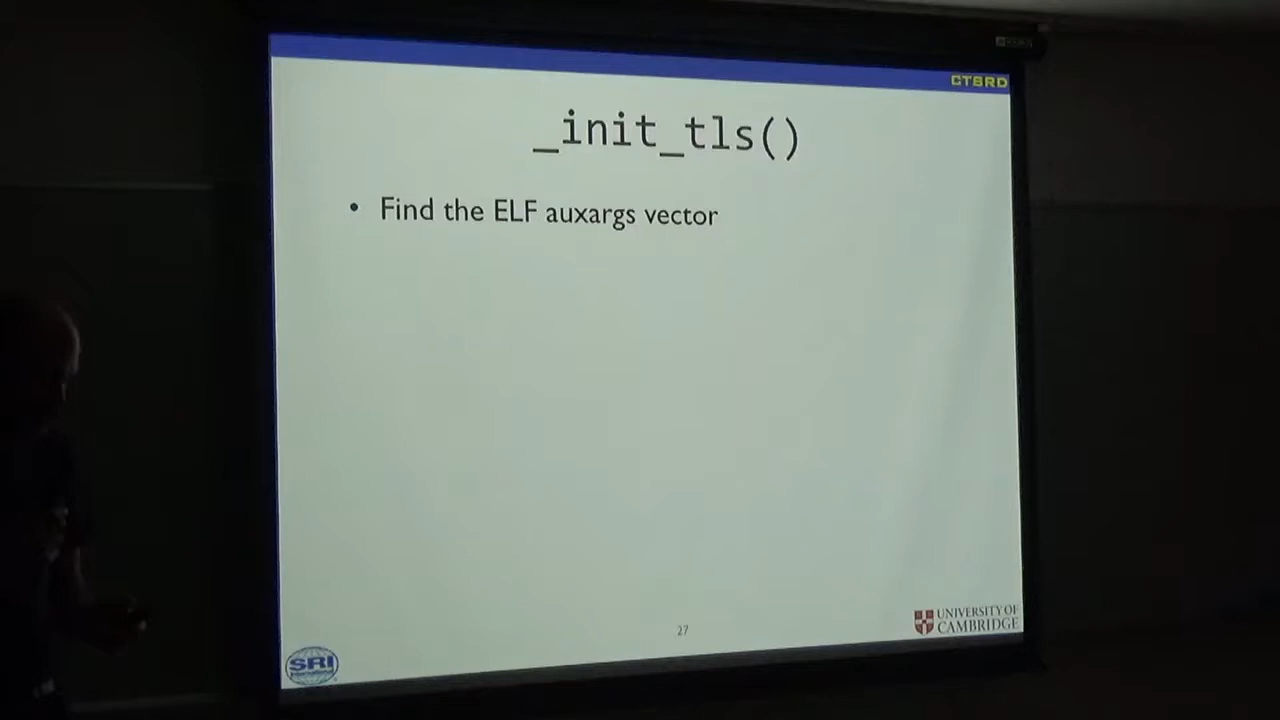 CTSRD
_init_tls()
• Find the ELF auxargs vector
27
UNIVERSITY OF
CAMBRIDGE
SRI